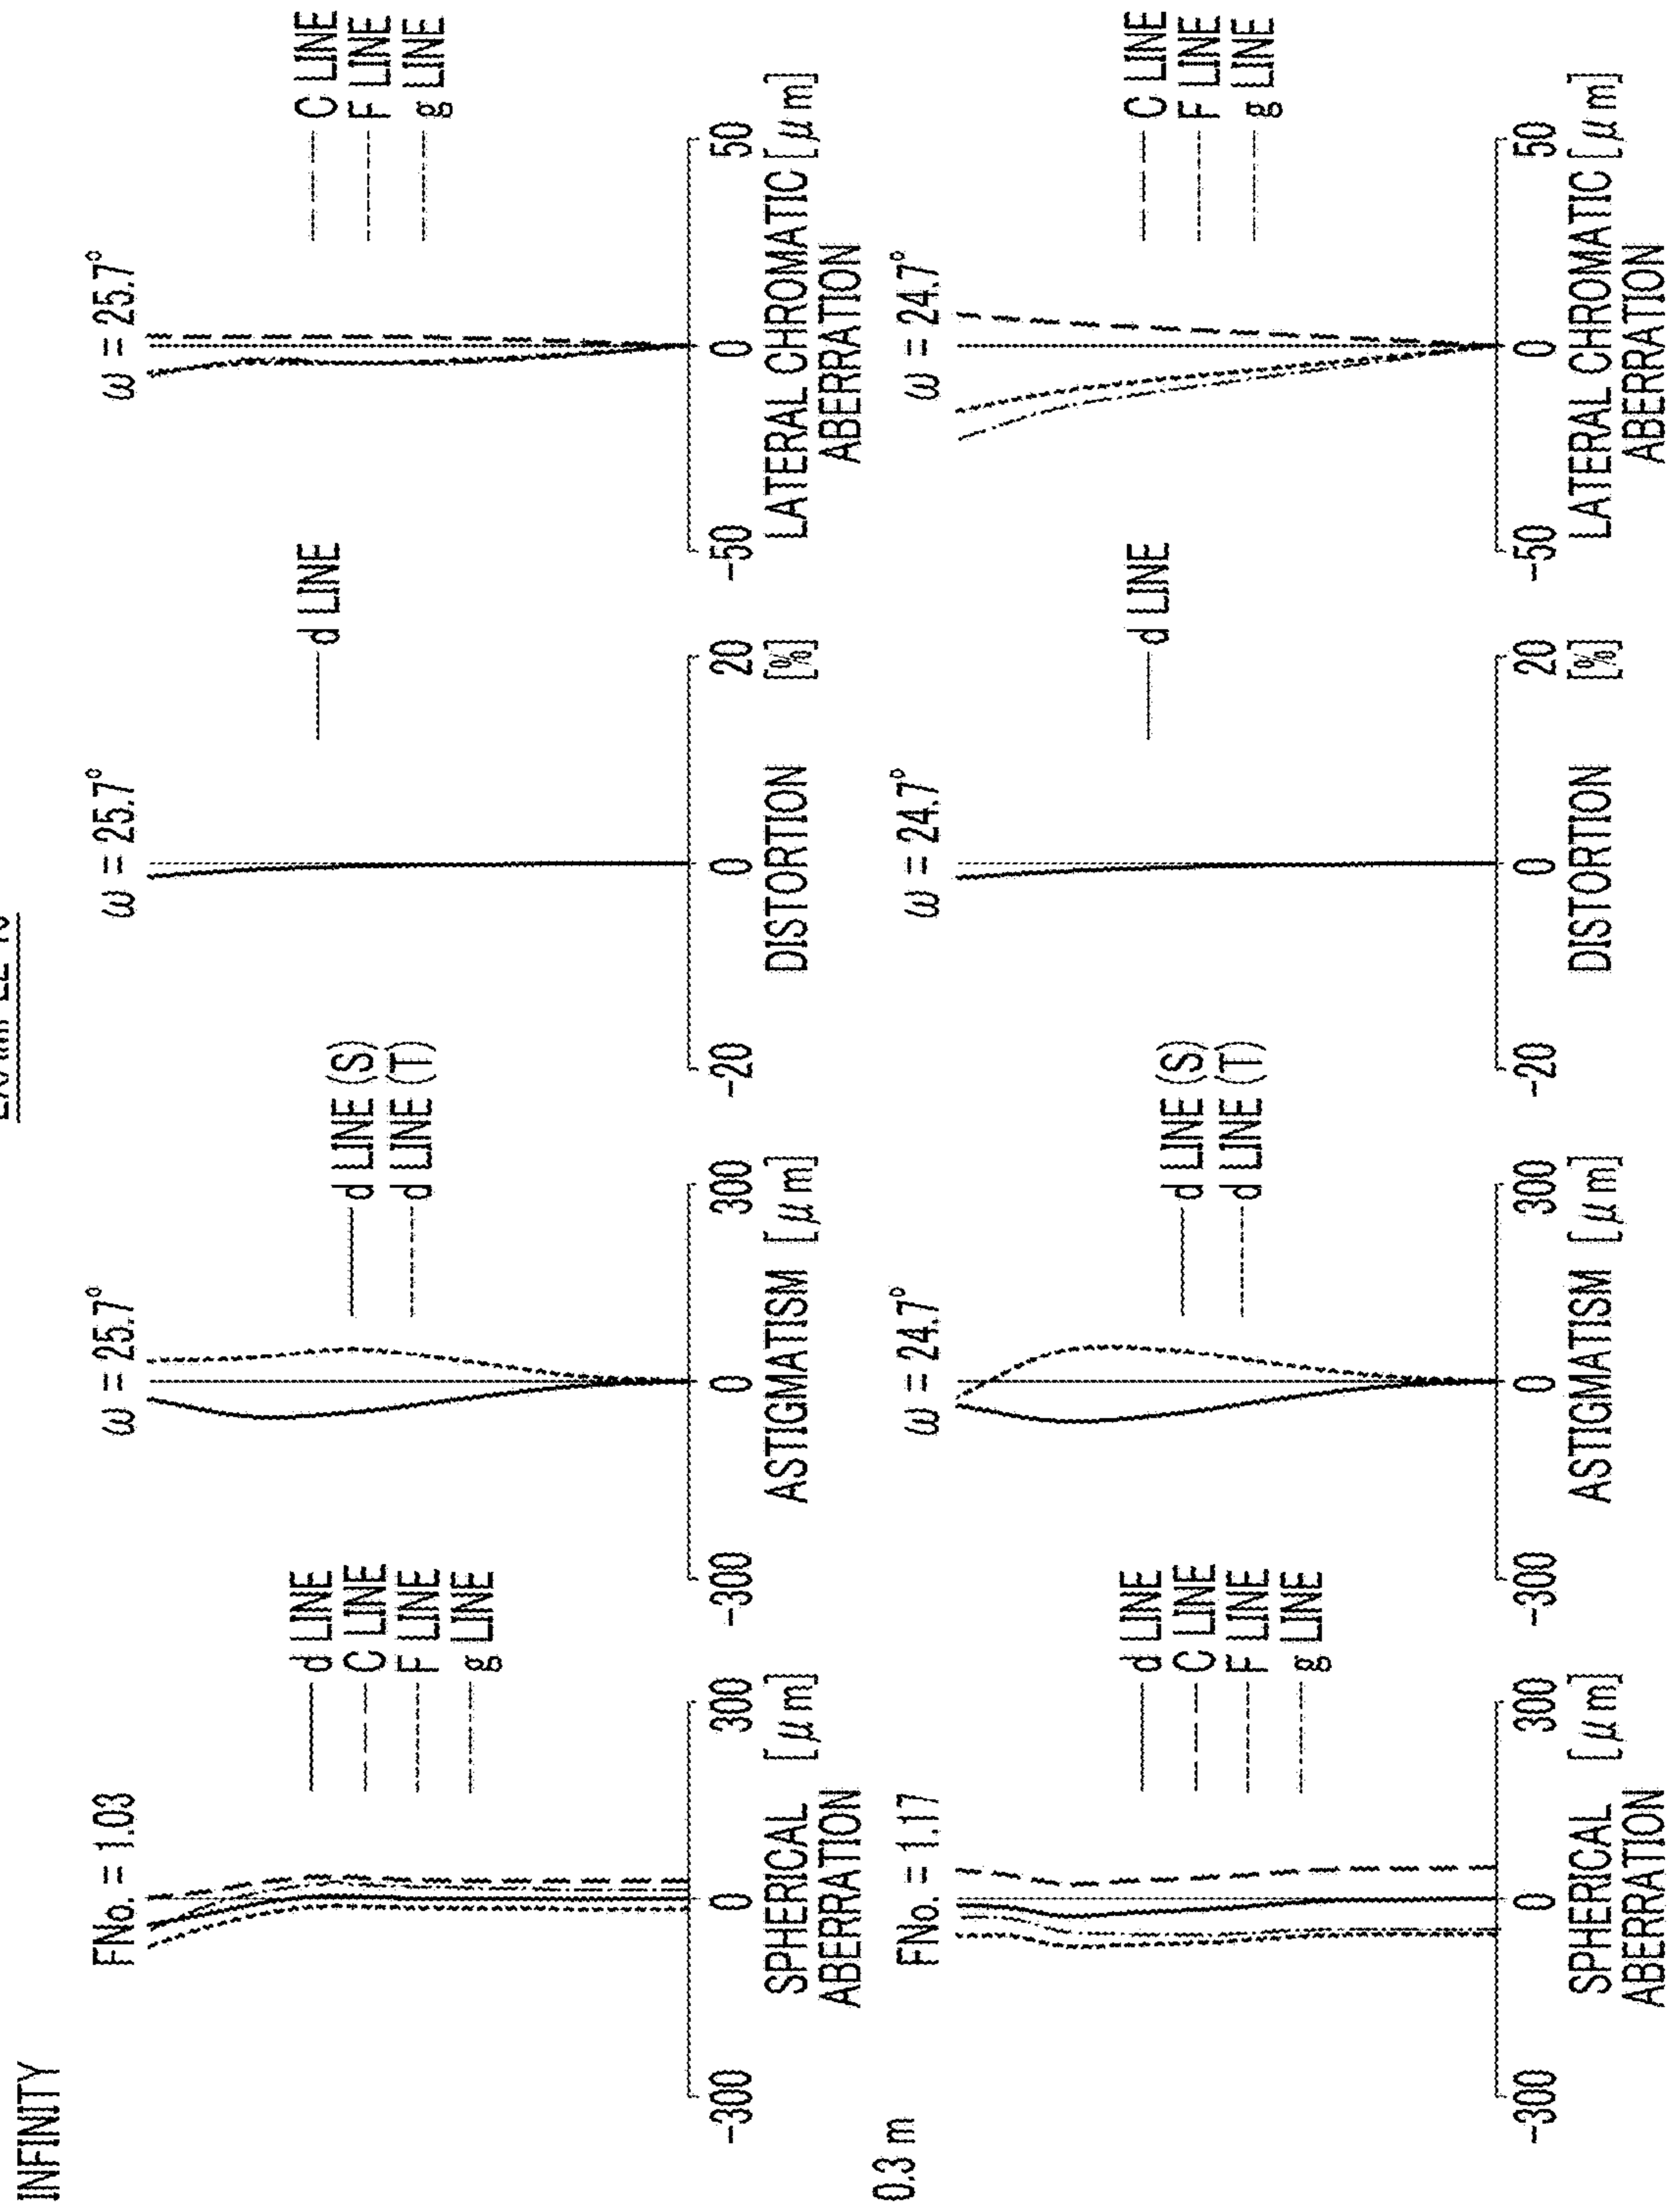 INFINITY
FNo. = 1.03
d LINE
C LINE
F LINE
g LINE
-300
0
300
SPHERICAL [μm]
ABERRATION
ω = 25.7°
d LINE (S)
d LINE (T)
-300
0
300
ASTIGMATISM [μm]
ω = 25.7°
d LINE
-20
0
20
DISTORTION [%]
ω = 25.7°
C LINE
F LINE
g LINE
-50
0
50
LATERAL CHROMATIC [μm]
ABERRATION
0.3 m
FNo. = 1.17
d LINE
C LINE
F LINE
g LINE
-300
0
300
SPHERICAL [μm]
ABERRATION
ω = 24.7°
d LINE (S)
d LINE (T)
-300
0
300
ASTIGMATISM [μm]
ω = 24.7°
d LINE
-20
0
20
DISTORTION [%]
ω = 24.7°
C LINE
F LINE
g LINE
-50
0
50
LATERAL CHROMATIC [μm]
ABERRATION